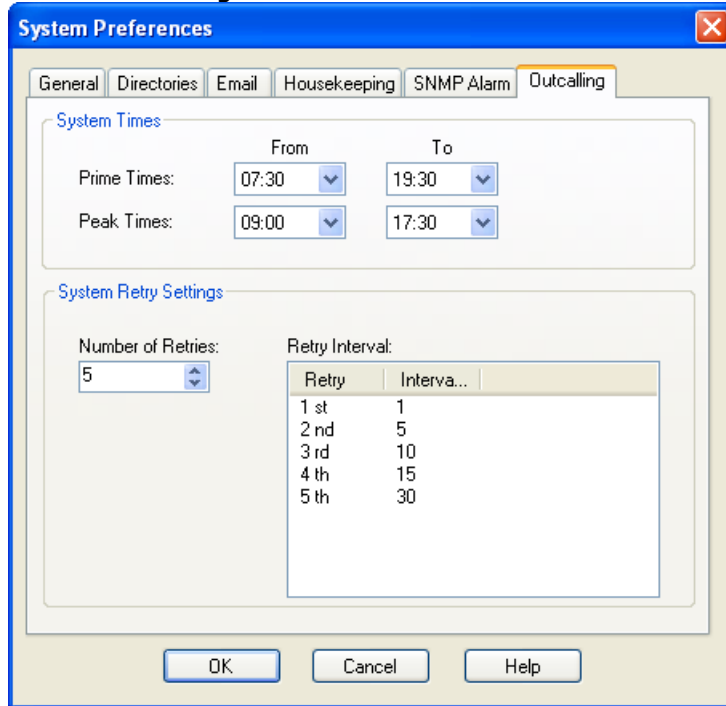 System Preferences
General Directories Email Housekeeping SNMP Alarm Outcalling
System Times
From To
Prime Times: 07:30 19:30
Peak Times: 09:00 17:30
System Retry Settings
Number of Retries: Retry Interval:
5
Retry Interva...
1 st 1
2 nd 5
3 rd 10
4 th 15
5 th 30
OK Cancel Help